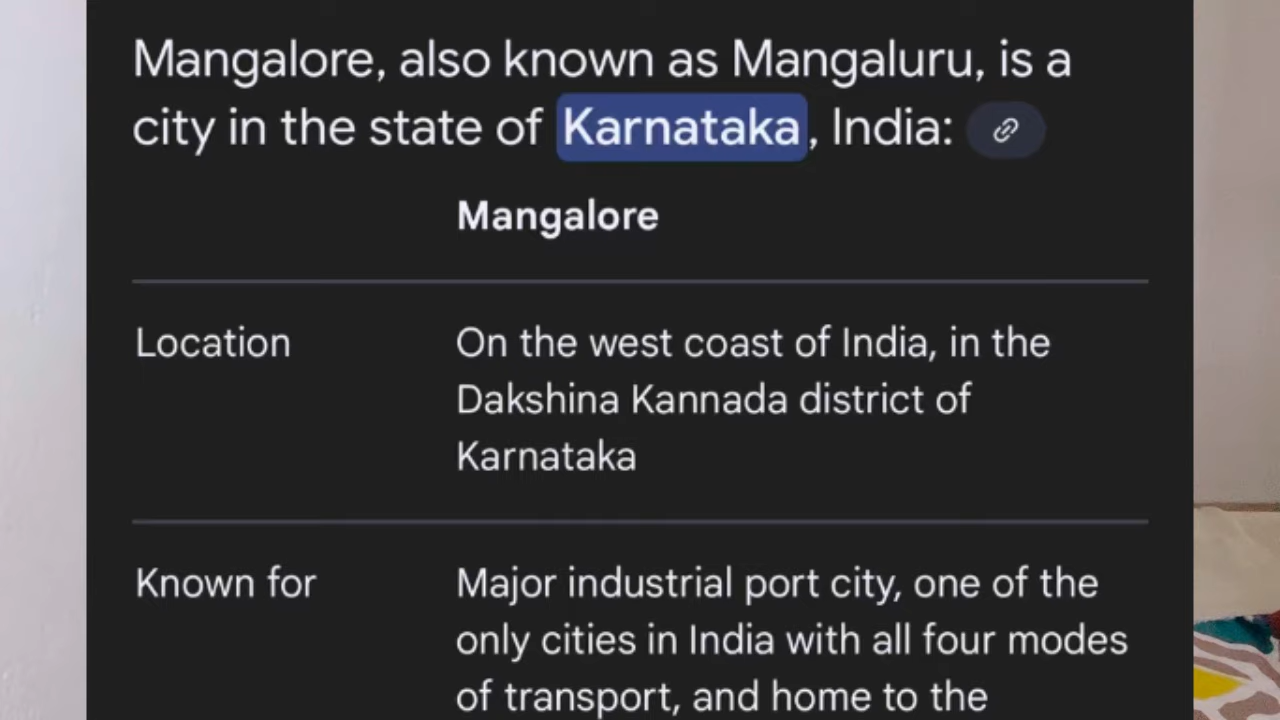 Mangalore, also known as Mangaluru, is a
city in the state of Karnataka, India:
Mangalore
Location
On the west coast of India, in the
Dakshina Kannada district of
Karnataka
Known for
Major industrial port city, one of the
only cities in India with all four modes
of transport, and home to the